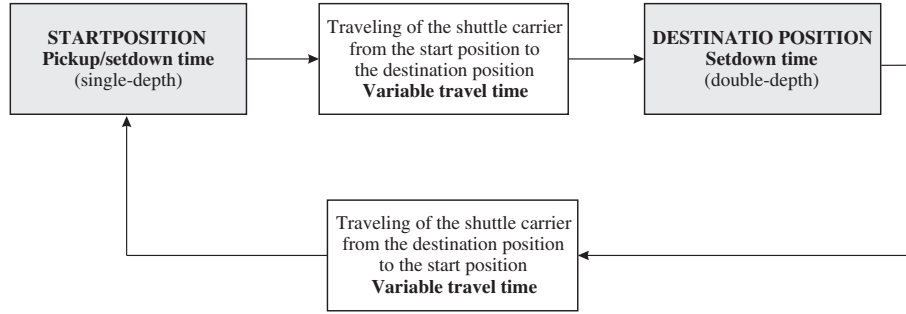 STARTPOSITION
Pickup/setdown time
(single-depth)
Traveling of the shuttle carrier
from the start position to
the destination position
Variable travel time
DESTINATIO POSITION
Setdown time
(double-depth)
Traveling of the shuttle carrier
from the destination position
to the start position
Variable travel time